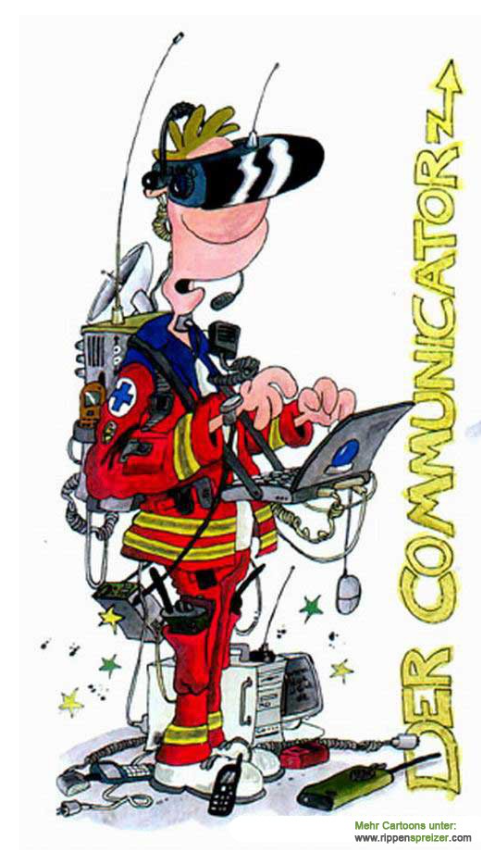 DER COMMUNICATOR
Mehr Cartoons unter:
www.rippenspreizer.com